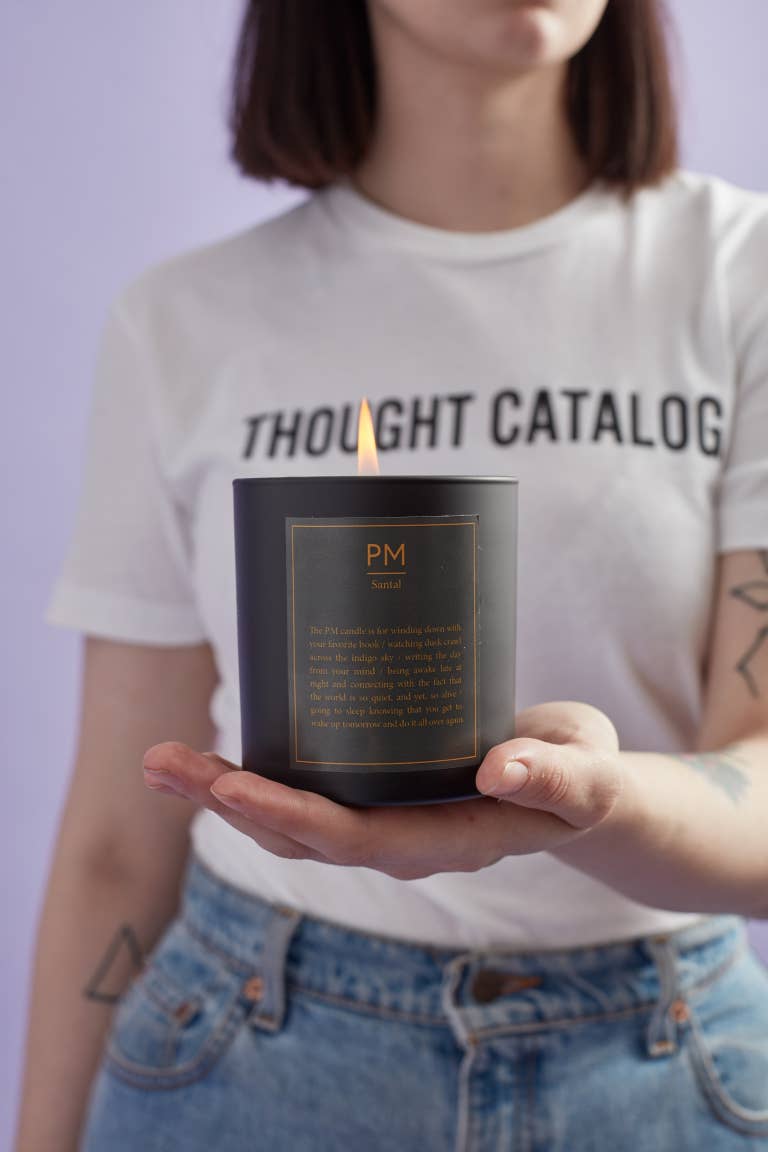 THOUGHT CATALOG
PM
Santal
The PM candle is for winding down with
your favorite book / watching dusk crawl
across the indigo sky / writing the day
from your mind / being awake late at
night and connecting with the fact that
the world is so quiet, and yet, so alive /
going to sleep knowing that you get to
wake up tomorrow and do it all over again